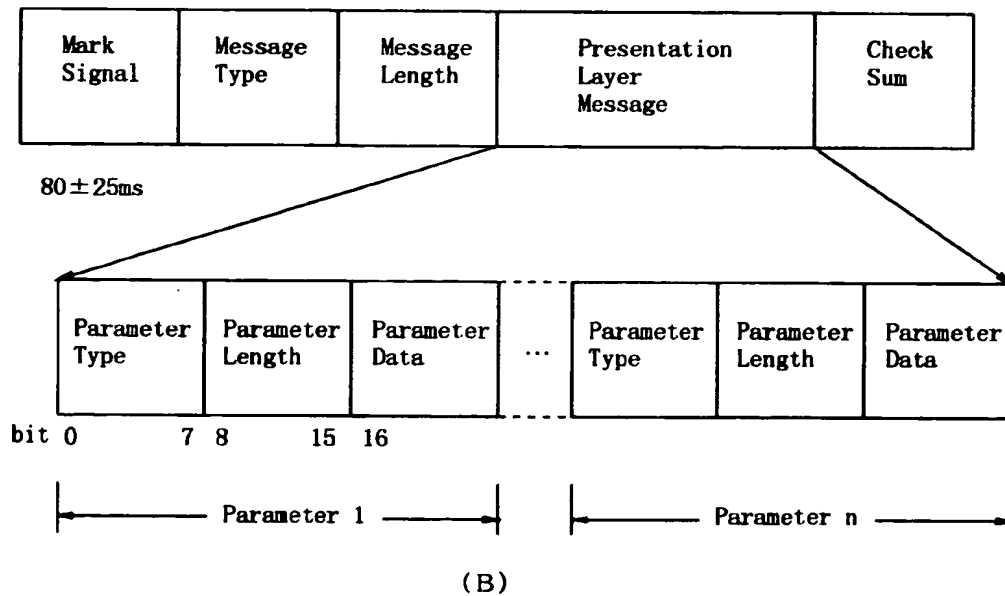 Mark Signal
Message Type
Message Length
Presentation Layer Message
Check Sum
80±25ms
Parameter Type
Parameter Length
Parameter Data
...
Parameter Type
Parameter Length
Parameter Data
bit 0 7 8 15 16
Parameter 1
Parameter n
(B)